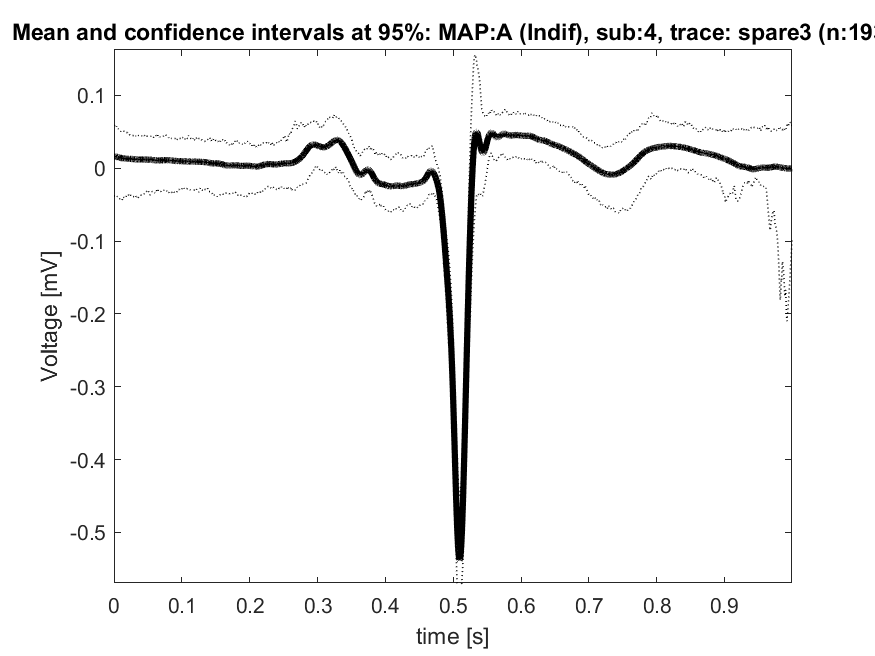 Mean and confidence intervals at 95%: MAP:A (Indif), sub:4, trace: spare3 (n:193
0.1
0
-0.1
-0.2
-0.3
-0.4
-0.5
Voltage [mV]
0 0.1 0.2 0.3 0.4 0.5 0.6 0.7 0.8 0.9
time [s]